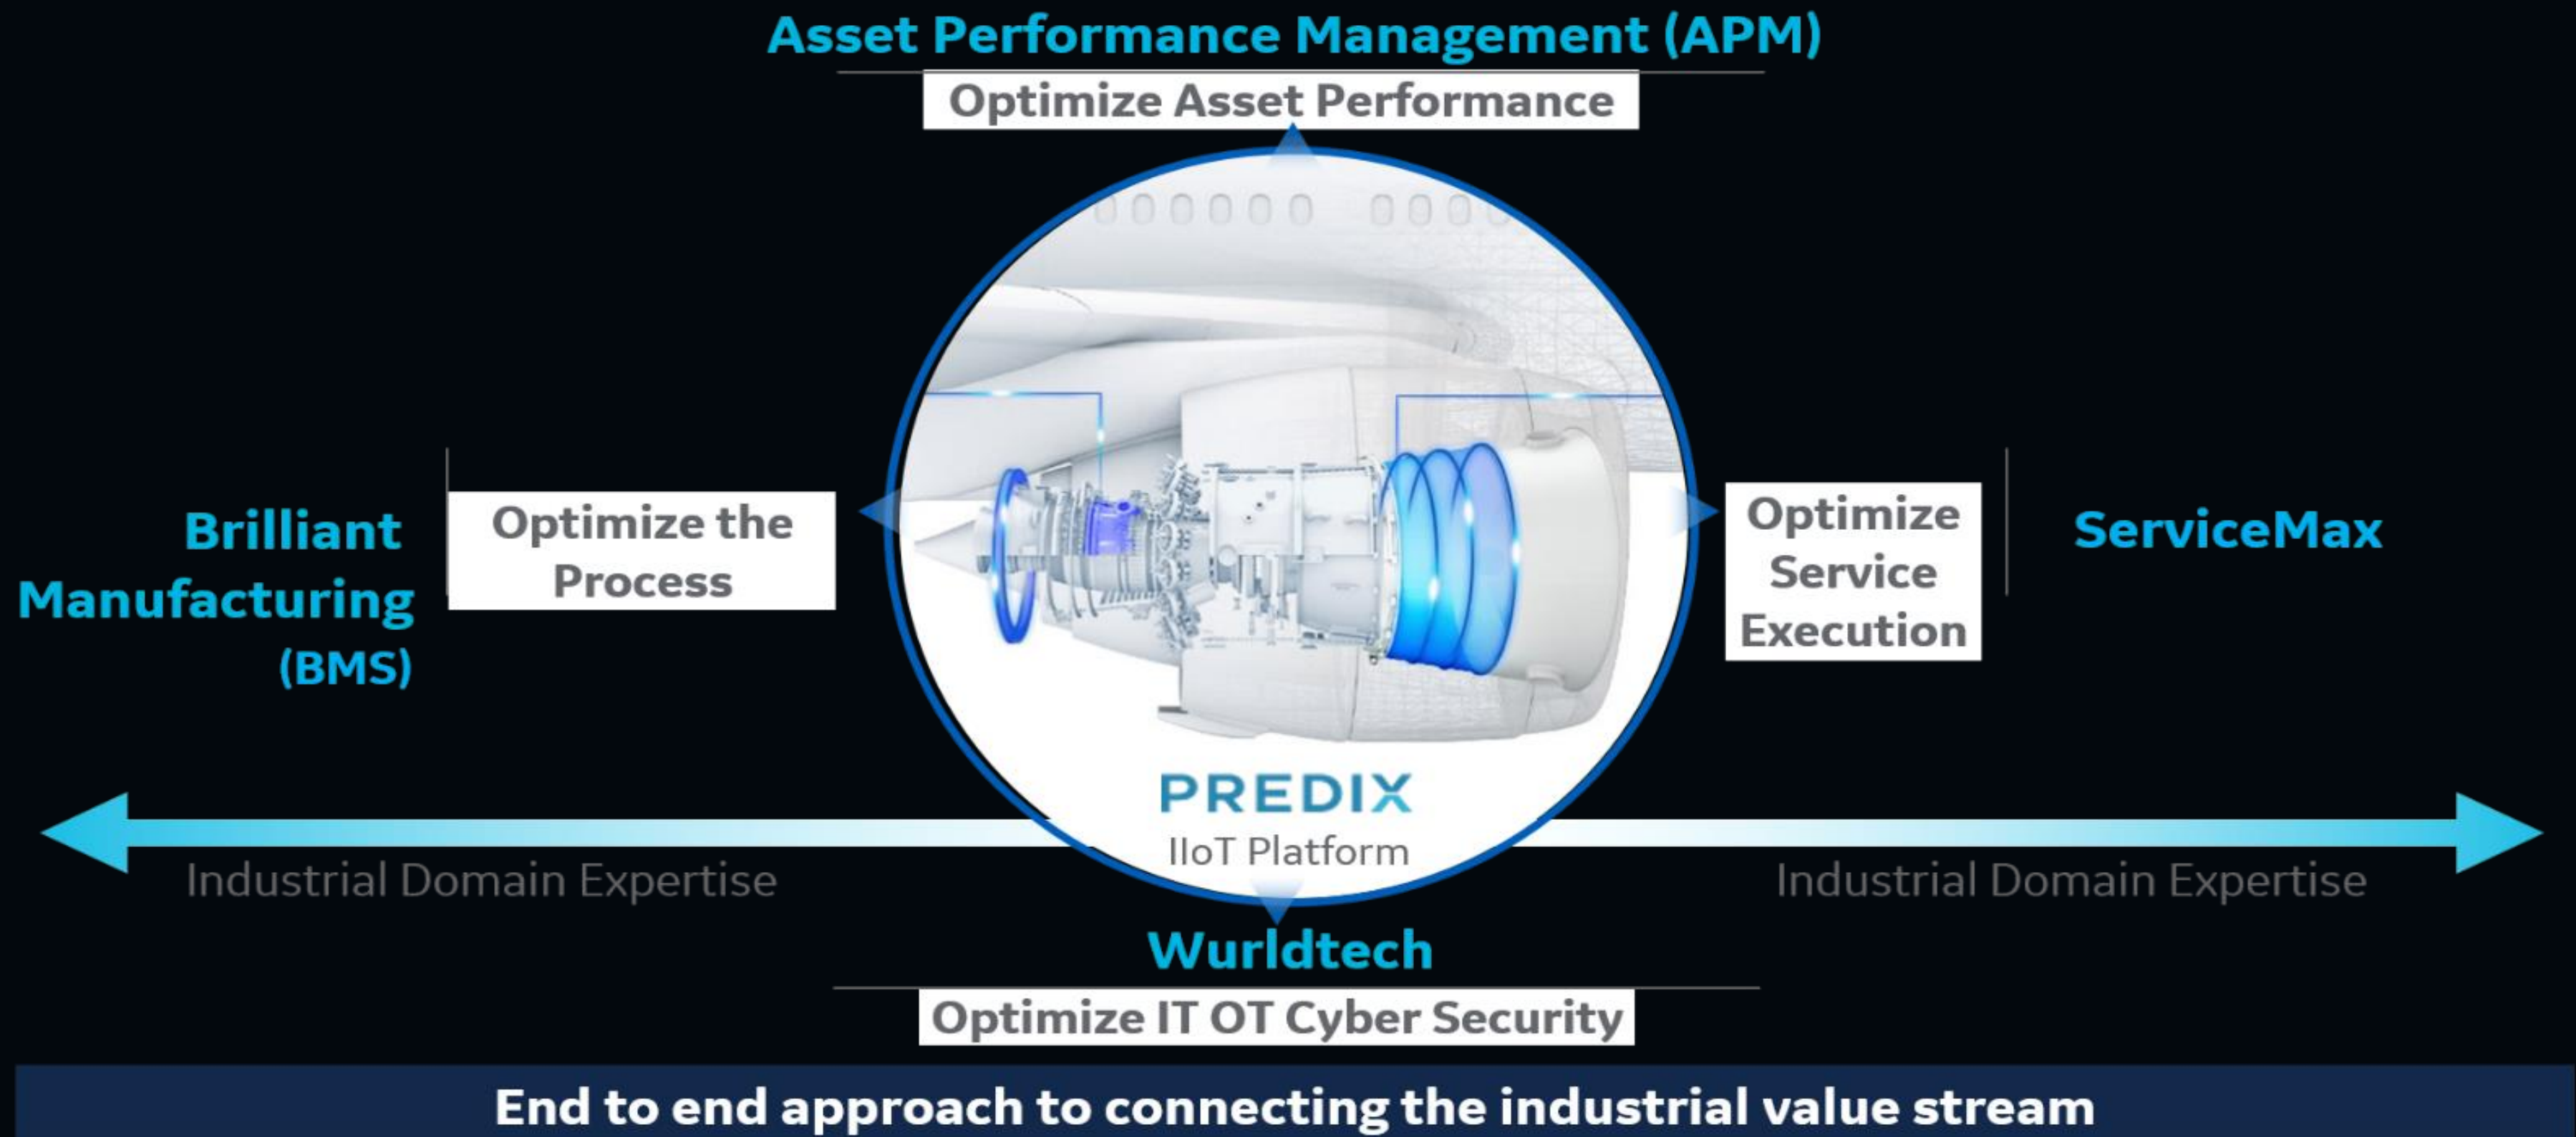 Asset Performance Management (APM)
Optimize Asset Performance
Brilliant
Manufacturing
(BMS)
Optimize the
Process
Optimize
Service
Execution
ServiceMax
PREDIX
IIoT Platform
Industrial Domain Expertise
Industrial Domain Expertise
Wurldtech
Optimize IT OT Cyber Security
End to end approach to connecting the industrial value stream